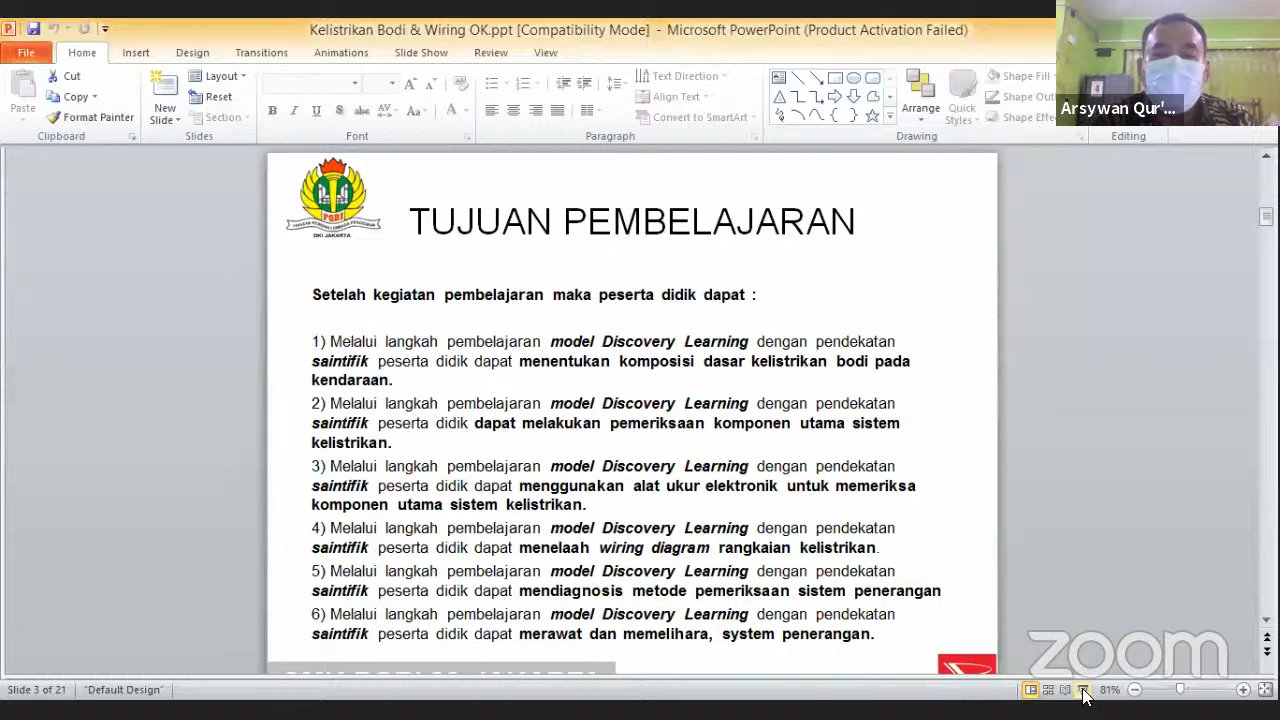 Kelistrikan Bodi & Wiring OK.ppt [Compatibility Mode] - Microsoft PowerPoint (Product Activation Failed)
File Home Insert Design Transitions Animations Slide Show Review View
Cut
Copy
Format Painter
Paste
Clipboard
New Slide
Layout
Reset
Section
Slides
Font
Text Direction
Align Text
Convert to SmartArt
Paragraph
Arrange
Quick Styles
Shape Fill
Shape Ou
Shape Effe
Drawing
Editing
Arsywan Qur'...
PGRI
DKI JAKARTA
TUJUAN PEMBELAJARAN
Setelah kegiatan pembelajaran maka peserta didik dapat :
1) Melalui langkah pembelajaran model Discovery Learning dengan pendekatan
saintifik peserta didik dapat menentukan komposisi dasar kelistrikan bodi pada
kendaraan.
2) Melalui langkah pembelajaran model Discovery Learning dengan pendekatan
saintifik peserta didik dapat melakukan pemeriksaan komponen utama sistem
kelistrikan.
3) Melalui langkah pembelajaran model Discovery Learning dengan pendekatan
saintifik peserta didik dapat menggunakan alat ukur elektronik untuk memeriksa
komponen utama sistem kelistrikan.
4) Melalui langkah pembelajaran model Discovery Learning dengan pendekatan
saintifik peserta didik dapat menelaah wiring diagram rangkaian kelistrikan.
5) Melalui langkah pembelajaran model Discovery Learning dengan pendekatan
saintifik peserta didik dapat mendiagnosis metode pemeriksaan sistem penerangan
6) Melalui langkah pembelajaran model Discovery Learning dengan pendekatan
saintifik peserta didik dapat merawat dan memelihara, system penerangan.
zoom
Slide 3 of 21 "Default Design" 81%